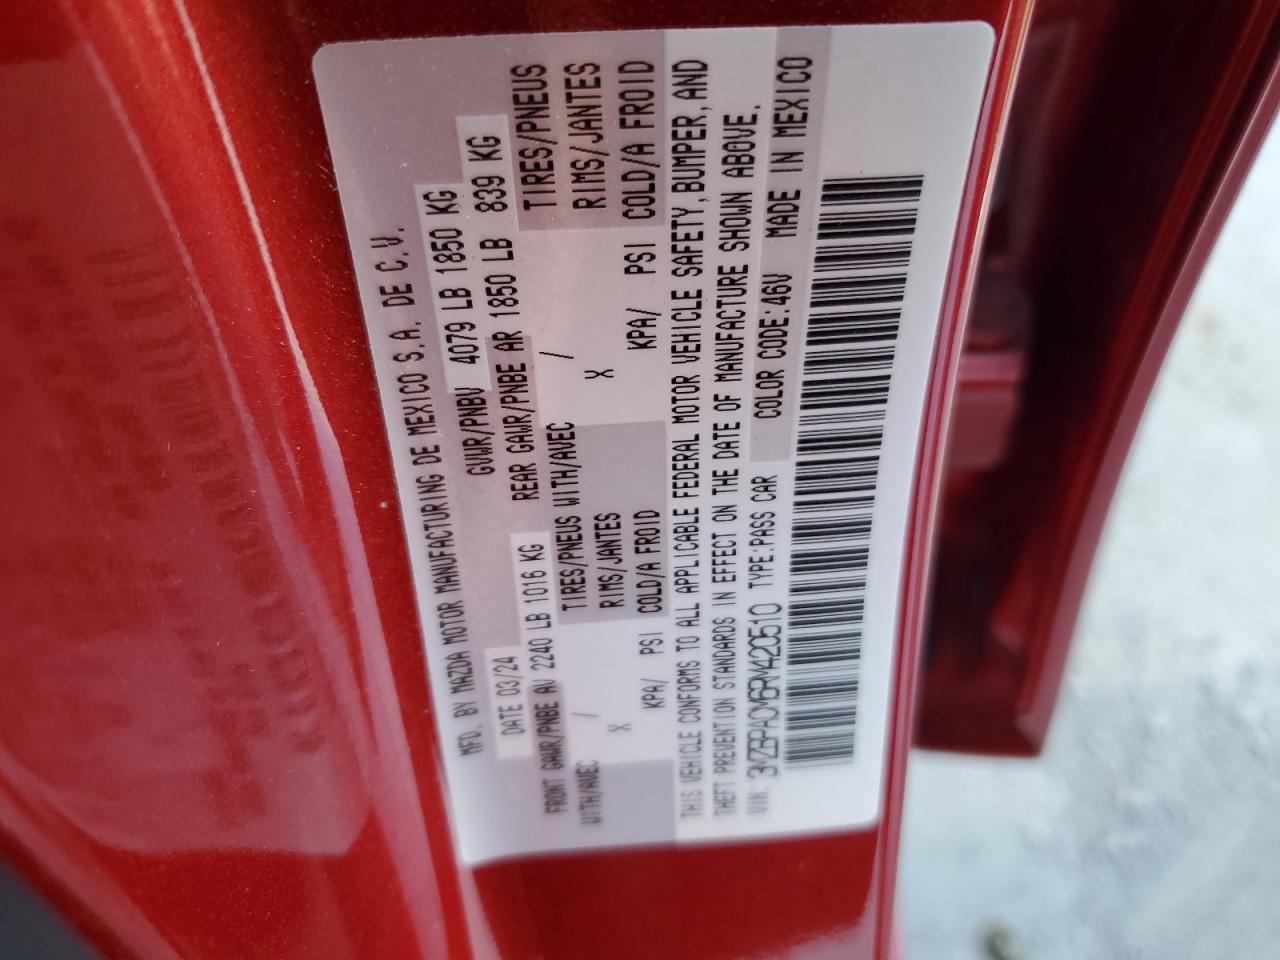 MFD. BY MAZDA MOTOR MANUFACTURING DE MEXICO S.A. DE C.V.
DATE 03/24 GVWR/PNBV 4079 LB 1850 KG
FRONT GAWR/PNBE AV 2240 LB 1016 KG REAR GAWR/PNBE AR 1850 LB 839 KG
WITH/AVEC / TIRES/PNEUS WITH/AVEC / TIRES/PNEUS
X RIMS/JANTES X RIMS/JANTES
KPA/ PSI COLD/A FROID KPA/ PSI COLD/A FROID
THIS VEHICLE CONFORMS TO ALL APPLICABLE FEDERAL MOTOR VEHICLE SAFETY, BUMPER, AND
THEFT PREVENTION STANDARDS IN EFFECT ON THE DATE OF MANUFACTURE SHOWN ABOVE.
VIN: 3MZBPACM6RM420510 TYPE:PASS CAR COLOR CODE:46V MADE IN MEXICO